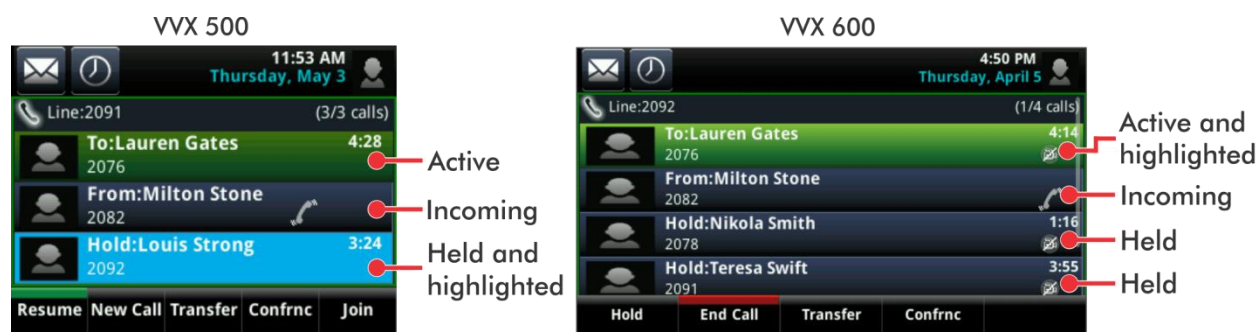 VVX 500
11:53 AM
Thursday, May 3
Line:2091 (3/3 calls)
To:Lauren Gates 4:28
2076
From:Milton Stone
2082
Hold:Louis Strong 3:24
2092
Resume New Call Transfer Confrnc Join
Active
Incoming
Held and
highlighted
VVX 600
4:50 PM
Thursday, April 5
Line:2092 (1/4 calls)
To:Lauren Gates 4:14
2076
From:Milton Stone
2082
Hold:Nikola Smith 1:16
2078
Hold:Teresa Swift 3:55
2091
Hold End Call Transfer Confrnc
Active and
highlighted
Incoming
Held
Held